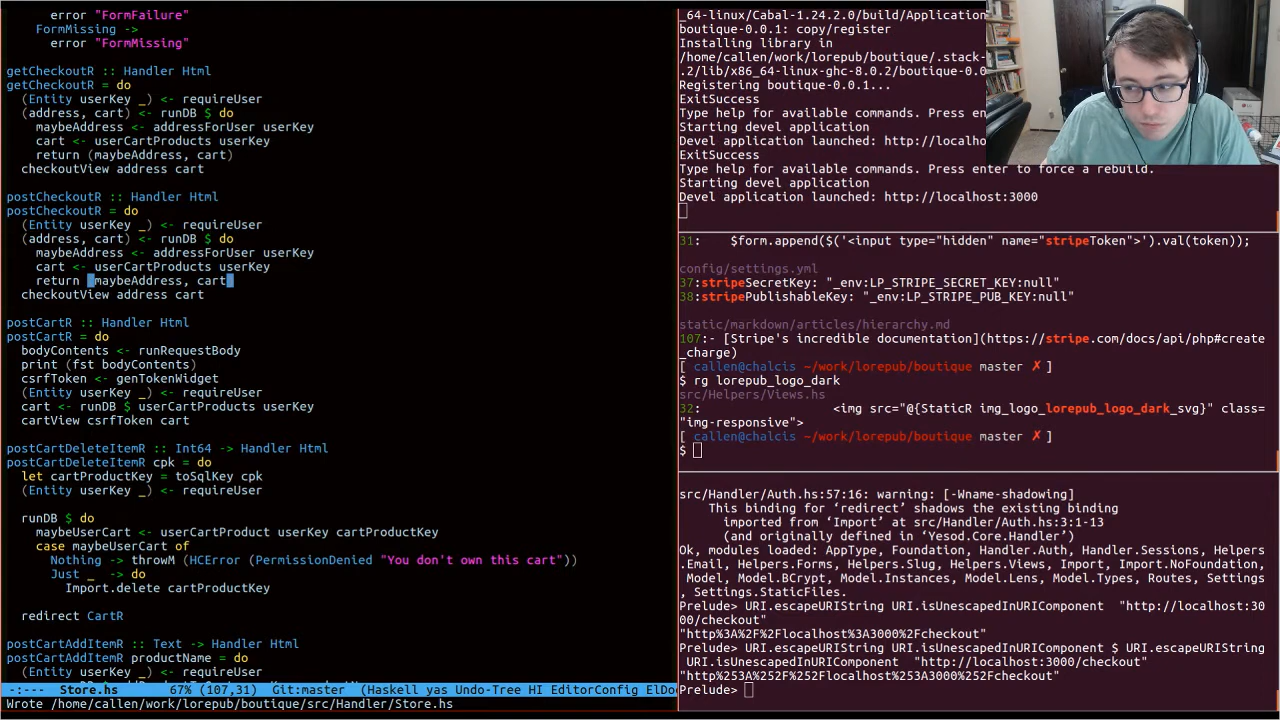 error "FormFailure"
FormMissing ->
error "FormMissing"
getCheckoutR :: Handler Html
getCheckoutR = do
(Entity userKey _) <- requireUser
(address, cart) <- runDB $ do
maybeAddress <- addressForUser userKey
cart <- userCartProducts userKey
return (maybeAddress, cart)
checkoutView address cart
postCheckoutR :: Handler Html
postCheckoutR = do
(Entity userKey _) <- requireUser
(address, cart) <- runDB $ do
maybeAddress <- addressForUser userKey
cart <- userCartProducts userKey
return (maybeAddress, cart)
checkoutView address cart
postCartR :: Handler Html
postCartR = do
bodyContents <- runRequestBody
print (fst bodyContents)
csrfToken <- genTokenWidget
(Entity userKey _) <- requireUser
cart <- runDB $ userCartProducts userKey
cartView csrfToken cart
postCartDeleteItemR :: Int64 -> Handler Html
postCartDeleteItemR cpk = do
let cartProductKey = toSqlKey cpk
(Entity userKey _) <- requireUser
runDB $ do
maybeUserCart <- userCartProduct userKey cartProductKey
case maybeUserCart of
Nothing -> throwM (HCError (PermissionDenied "You don't own this cart"))
Just _ -> do
Import.delete cartProductKey
redirect CartR
postCartAddItemR :: Text -> Handler Html
postCartAddItemR productName = do
(Entity userKey _) <- requireUser
-:--- Store.hs 67% (107,31) Git:master (Haskell yas Undo-Tree HI EditorConfig ElDoc
Wrote /home/callen/work/lorepub/boutique/src/Handler/Store.hs
_64-linux/Cabal-1.24.2.0/build/Application
boutique-0.0.1: copy/register
Installing library in
/home/callen/work/lorepub/boutique/.stack-
.2/lib/x86_64-linux-ghc-8.0.2/boutique-0.0
Registering boutique-0.0.1...
ExitSuccess
Type help for available commands. Press en
Starting devel application
Devel application launched: http://localho
ExitSuccess
Type help for available commands. Press enter to force a rebuild.
Starting devel application
Devel application launched: http://localhost:3000
31: $form.append($('<input type="hidden" name="stripeToken">').val(token));
config/settings.yml
37:stripeSecretKey: "_env:LP_STRIPE_SECRET_KEY:null"
38:stripePublishableKey: "_env:LP_STRIPE_PUB_KEY:null"
static/markdown/articles/hierarchy.md
107:- [Stripe's incredible documentation](https://stripe.com/docs/api/php#create
_charge)
[ callen@chalcis ~/work/lorepub/boutique master ✗ ]
$ rg lorepub_logo_dark
src/Helpers/Views.hs
32: <img src="@{StaticR img_logo_lorepub_logo_dark_svg}" class=
"img-responsive">
[ callen@chalcis ~/work/lorepub/boutique master ✗ ]
$
src/Handler/Auth.hs:57:16: warning: [-Wname-shadowing]
This binding for ‘redirect’ shadows the existing binding
imported from ‘Import’ at src/Handler/Auth.hs:3:1-13
(and originally defined in ‘Yesod.Core.Handler’)
Ok, modules loaded: AppType, Foundation, Handler.Auth, Handler.Sessions, Helpers
.Email, Helpers.Forms, Helpers.Slug, Helpers.Views, Import, Import.NoFoundation,
Model, Model.BCrypt, Model.Instances, Model.Lens, Model.Types, Routes, Settings
, Settings.StaticFiles.
Prelude> URI.escapeURIString URI.isUnescapedInURIComponent "http://localhost:30
00/checkout"
"http%3A%2F%2Flocalhost%3A3000%2Fcheckout"
Prelude> URI.escapeURIString URI.isUnescapedInURIComponent $ URI.escapeURIString
URI.isUnescapedInURIComponent "http://localhost:3000/checkout"
"http%253A%252F%252Flocalhost%253A3000%252Fcheckout"
Prelude>